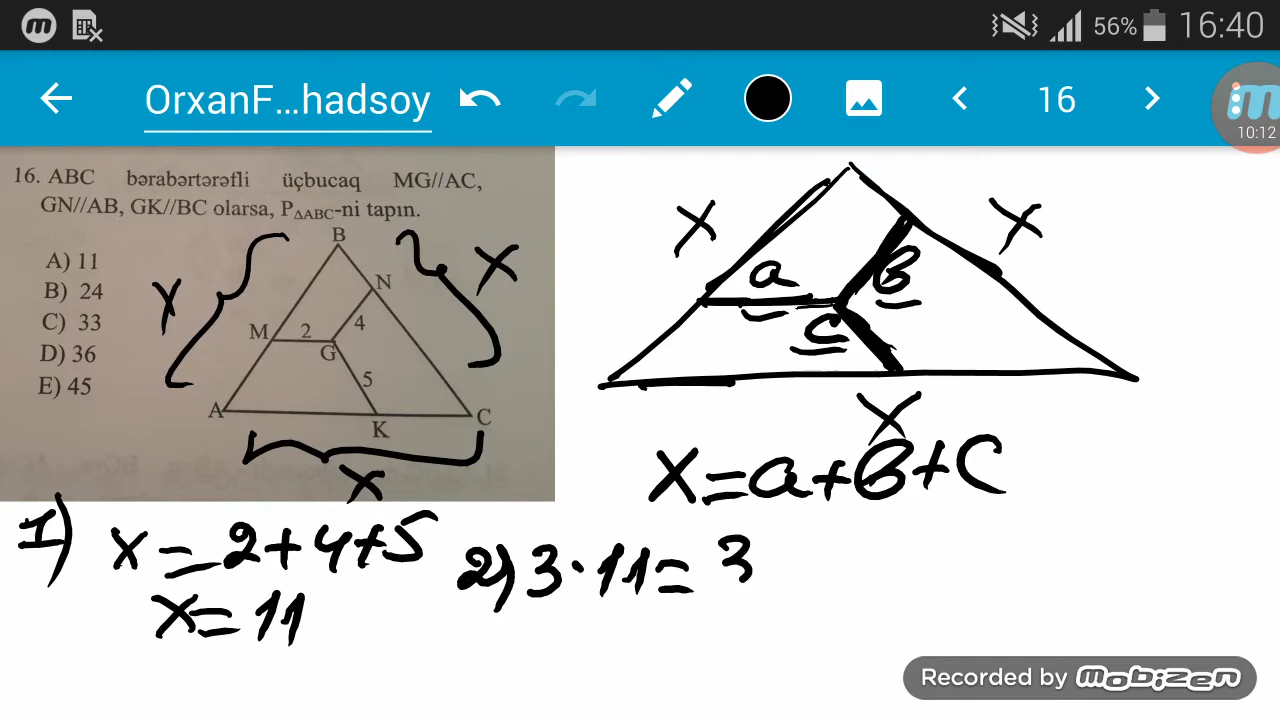 56% 16:40
OrxanF...hadsoy 16
10:12
16. ABC bərabərtərəfli üçbucaq MG//AC,
GN//AB, GK//BC olarsa, P∆ABC-ni tapın.
A) 11
B) 24
C) 33
D) 36
E) 45
B
N
M 2 4
G
5
A
K
C
X
X
X
X
X
a
B
C
X
X=a+B+C
1) x=2+4+5
x=11
2) 3·11=3
Recorded by mobizen